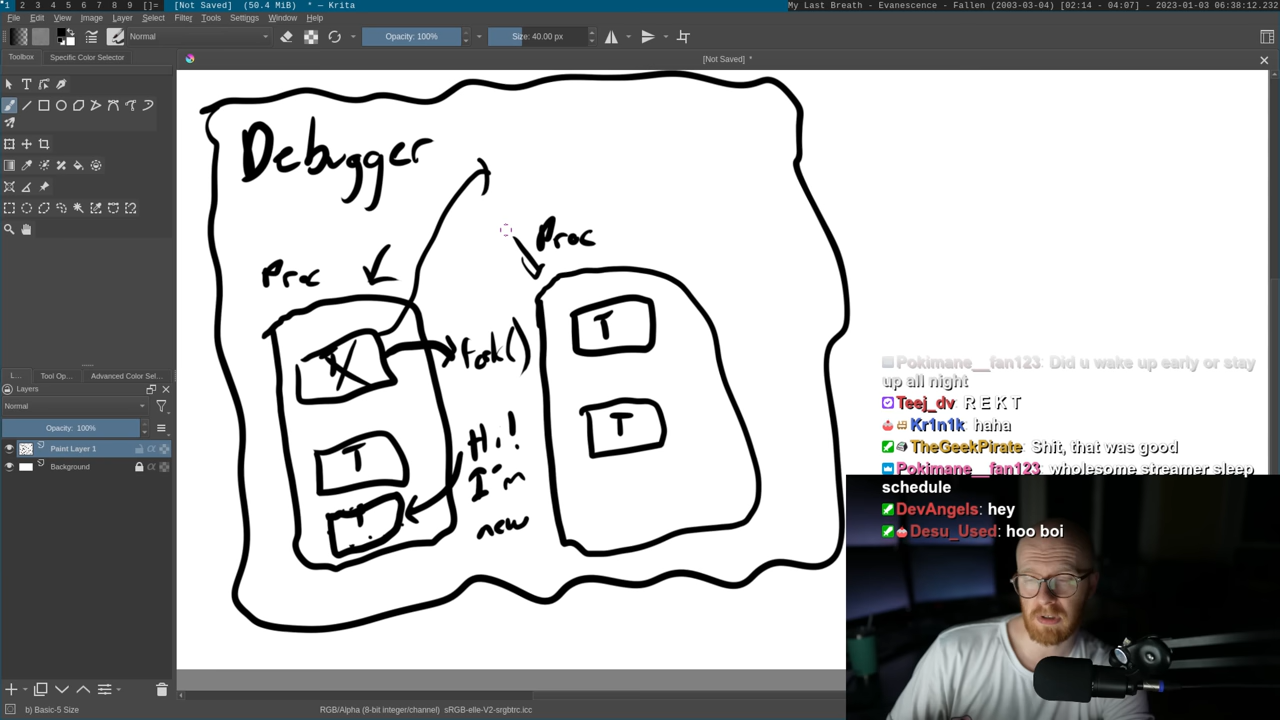 1 2 3 4 5 6 7 8 9 []= [Not Saved] (50.4 MiB) * — Krita
My Last Breath - Evanescence - Fallen (2003-03-04) [02:14 - 04:07] - 2023-01-03 06:38:12.232
File Edit View Image Layer Select Filter Tools Settings Window Help
Normal
Opacity: 100%
Size: 40.00 px
Toolbox
Specific Color Selector
[Not Saved] *
Debugger
Proc
Proc
T
T
fork()
T
T
Hi!
I'm
new
T
L...
Tool Op...
Advanced Color Sel...
Layers
Normal
Opacity: 100%
Paint Layer 1
Background
Pokimane__fan123: Did u wake up early or stay
up all night
Teej_dv: R E K T
Kr1n1k: haha
TheGeekPirate: Shit, that was good
Pokimane__fan123: wholesome streamer sleep
schedule
DevAngels: hey
Desu_Used: hoo boi
b) Basic-5 Size
RGB/Alpha (8-bit integer/channel) sRGB-elle-V2-srgbtrc.icc